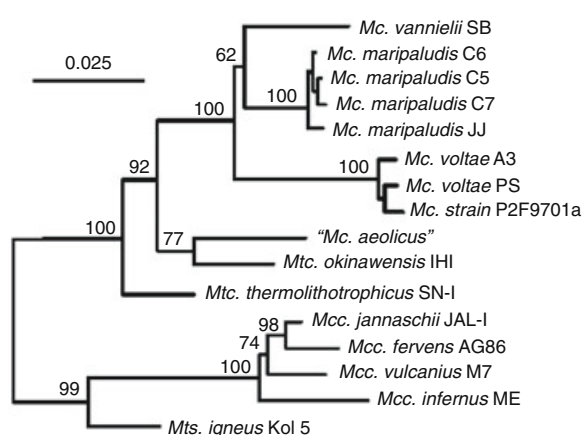 Mc. vannielii SB
Mc. maripaludis C6
62
0.025
Mc. maripaludis C5
100
Mc. maripaludis C7
100
Mc. maripaludis JJ
100
Mc. voltae A3
92
Mc. voltae PS
Mc. strain P2F9701a
100
77
“Mc. aeolicus”
Mtc. okinawensis IHI
Mtc. thermolithotrophicus SN-I
98
Mcc. jannaschii JAL-I
74
Mcc. fervens AG86
100
Mcc. vulcanius M7
99
Mcc. infernus ME
Mts. igneus Kol 5